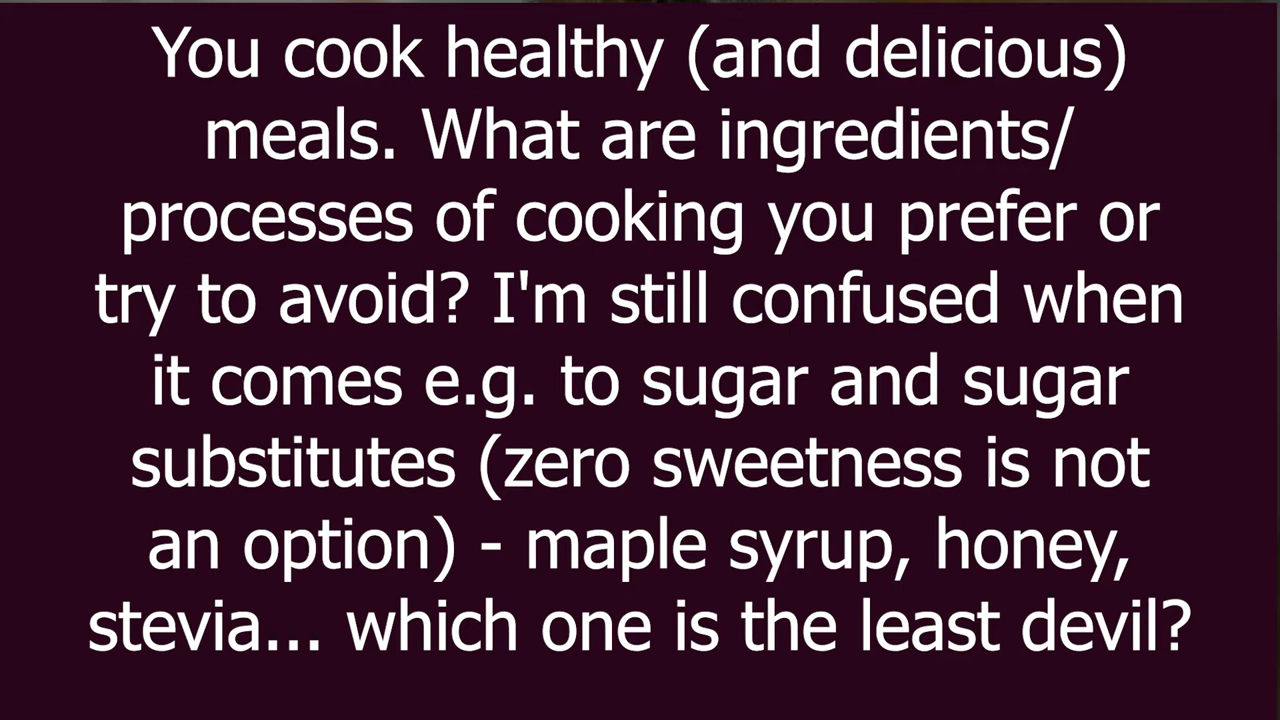 You cook healthy (and delicious)
meals. What are ingredients/
processes of cooking you prefer or
try to avoid? I'm still confused when
it comes e.g. to sugar and sugar
substitutes (zero sweetness is not
an option) - maple syrup, honey,
stevia... which one is the least devil?